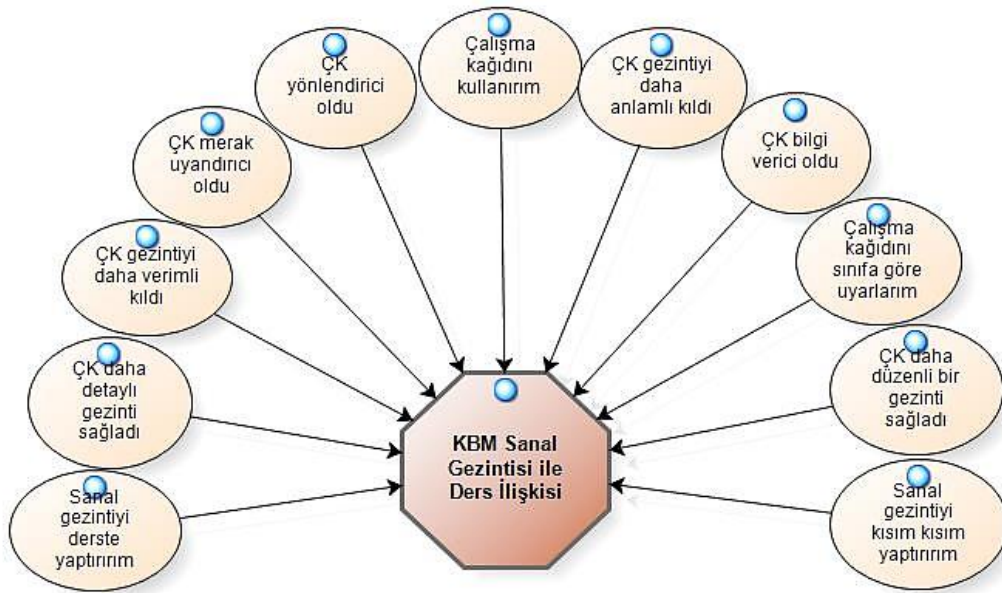 Çalışma
kağıdını
kullanırım
ÇK
yönlendirici
oldu
ÇK gezintiyi
daha
anlamlı kıldı
ÇK merak
uyandırıcı
oldu
ÇK bilgi
verici oldu
ÇK gezintiyi
daha verimli
kıldı
Çalışma
kağıdını
sınıfa göre
uyarlarım
ÇK daha
detaylı
gezinti
sağladı
ÇK daha
düzenli bir
gezinti
sağladı
KBM Sanal
Gezintisi ile
Ders İlişkisi
Sanal
gezintiyi
derste
yaptırırım
Sanal
gezintiyi
kısım kısım
yaptırırım